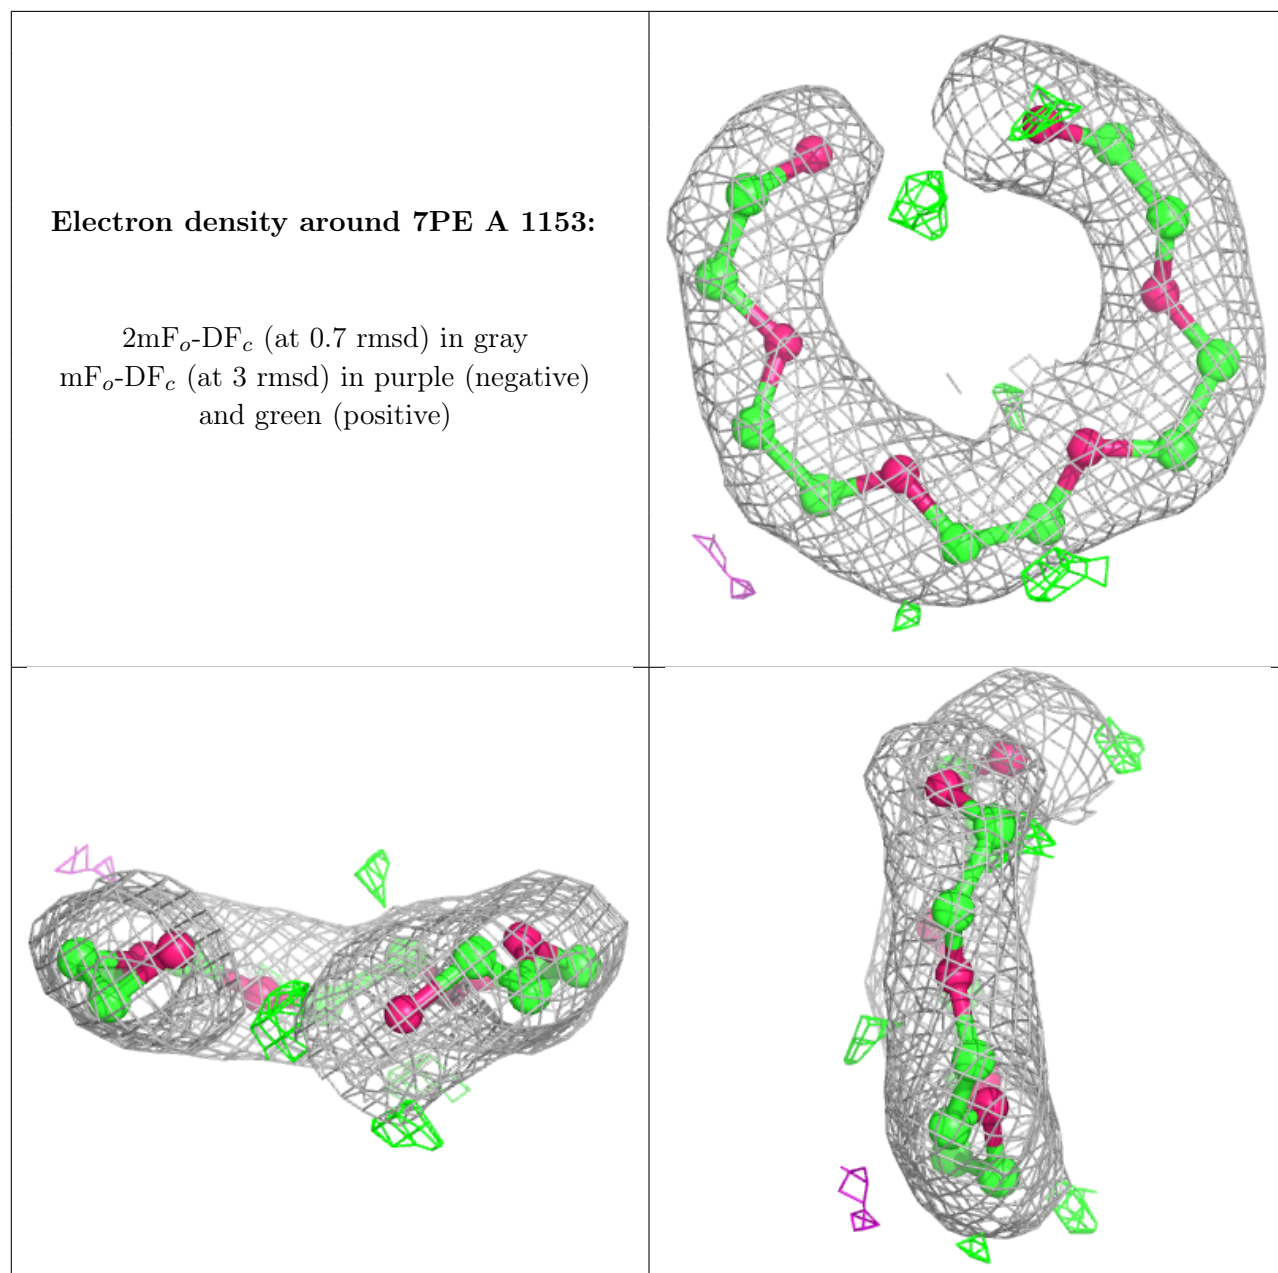 Electron density around 7PE A 1153:
2mFₒ-DF𝒸 (at 0.7 rmsd) in gray
mFₒ-DF𝒸 (at 3 rmsd) in purple (negative)
and green (positive)